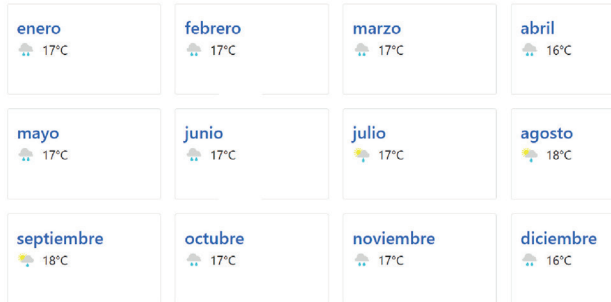 enero
17°C
febrero
17°C
marzo
17°C
abril
16°C
mayo
17°C
junio
17°C
julio
17°C
agosto
18°C
septiembre
18°C
octubre
17°C
noviembre
17°C
diciembre
16°C